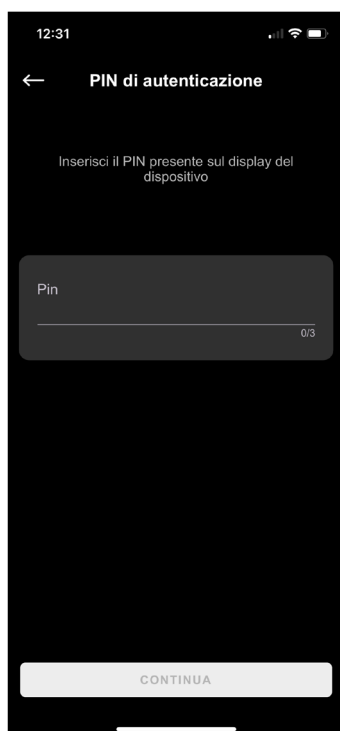 12:31
PIN di autenticazione
Inserisci il PIN presente sul display del
dispositivo
Pin
0/3
CONTINUA